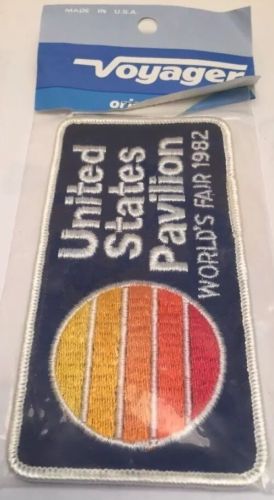 MADE IN U.S.A.
Voyager
United
States
Pavilion
WORLD'S FAIR 1982